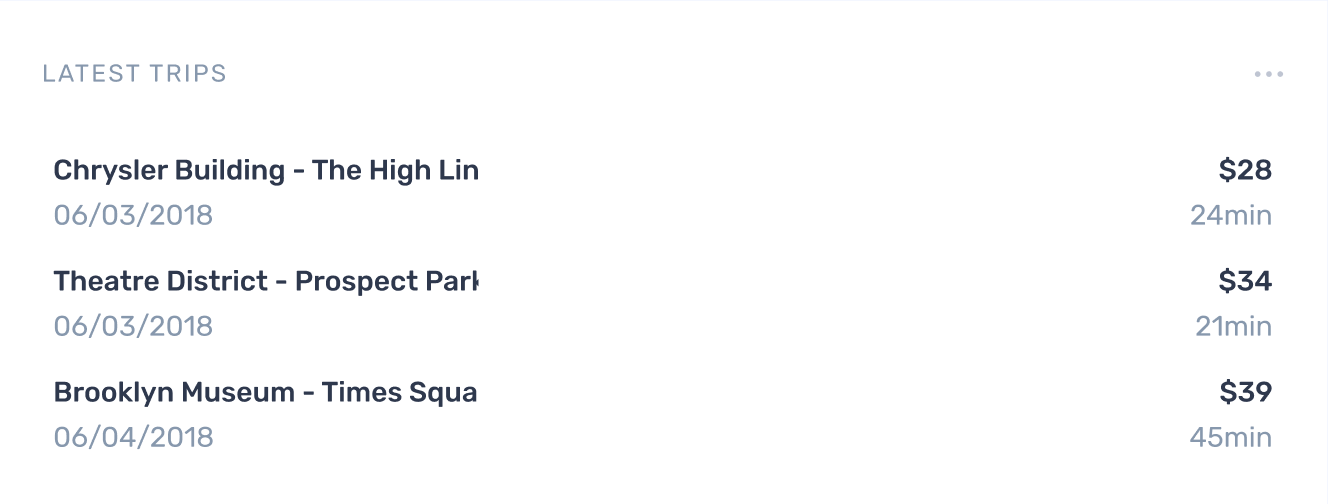 LATEST TRIPS
Chrysler Building - The High Lin
$28
06/03/2018
24min
Theatre District - Prospect Park
$34
06/03/2018
21min
Brooklyn Museum - Times Squa
$39
06/04/2018
45min